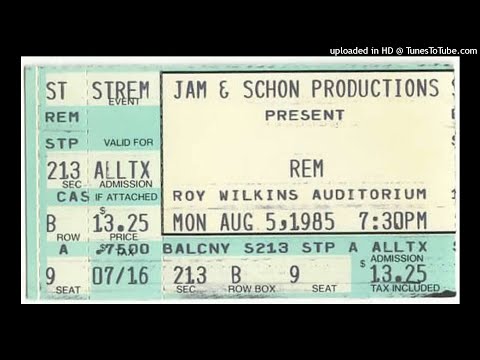 uploaded in HD @ TunesToTube.com
ST STREM JAM & SCHON PRODUCTIONS
EVENT
REM PRESENT
STP VALID FOR
213 ALLTX REM
SEC ADMISSION
CAS IF ATTACHED ROY WILKINS AUDITORIUM
B $13.25 MON AUG 5,1985 7:30PM
ROW PRICE
TAX
A BALCNY S213 STP A ALLTX
ADMISSION
9 07/16 213 B 9 $13.25
SEAT SEC ROW BOX SEAT TAX INCLUDED